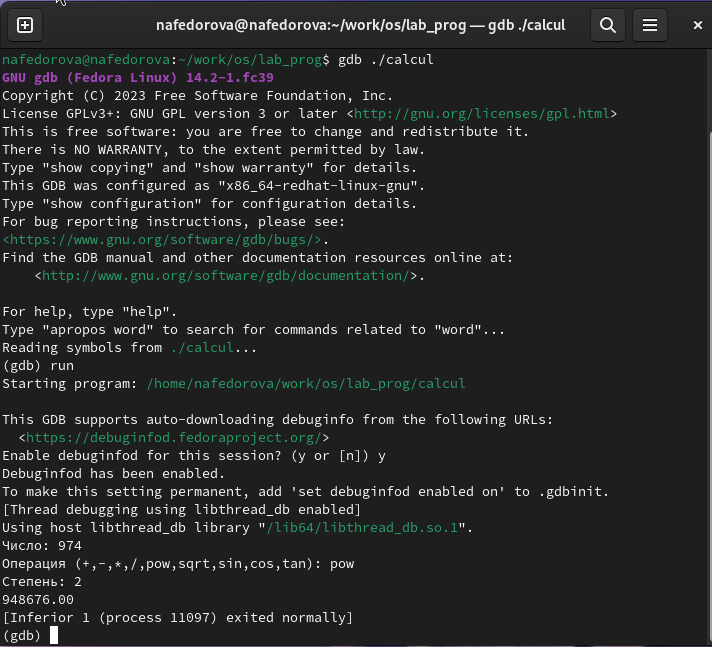 nafedorova@nafedorova:~/work/os/lab_prog — gdb ./calcul
nafedorova@nafedorova:~/work/os/lab_prog$ gdb ./calcul
GNU gdb (Fedora Linux) 14.2-1.fc39
Copyright (C) 2023 Free Software Foundation, Inc.
License GPLv3+: GNU GPL version 3 or later <http://gnu.org/licenses/gpl.html>
This is free software: you are free to change and redistribute it.
There is NO WARRANTY, to the extent permitted by law.
Type "show copying" and "show warranty" for details.
This GDB was configured as "x86_64-redhat-linux-gnu".
Type "show configuration" for configuration details.
For bug reporting instructions, please see:
<https://www.gnu.org/software/gdb/bugs/>.
Find the GDB manual and other documentation resources online at:
    <http://www.gnu.org/software/gdb/documentation/>.

For help, type "help".
Type "apropos word" to search for commands related to "word"...
Reading symbols from ./calcul...
(gdb) run
Starting program: /home/nafedorova/work/os/lab_prog/calcul

This GDB supports auto-downloading debuginfo from the following URLs:
  <https://debuginfod.fedoraproject.org/>
Enable debuginfod for this session? (y or [n]) y
Debuginfod has been enabled.
To make this setting permanent, add 'set debuginfod enabled on' to .gdbinit.
[Thread debugging using libthread_db enabled]
Using host libthread_db library "/lib64/libthread_db.so.1".
Число: 974
Операция (+,-,*,/,pow,sqrt,sin,cos,tan): pow
Степень: 2
948676.00
[Inferior 1 (process 11097) exited normally]
(gdb)